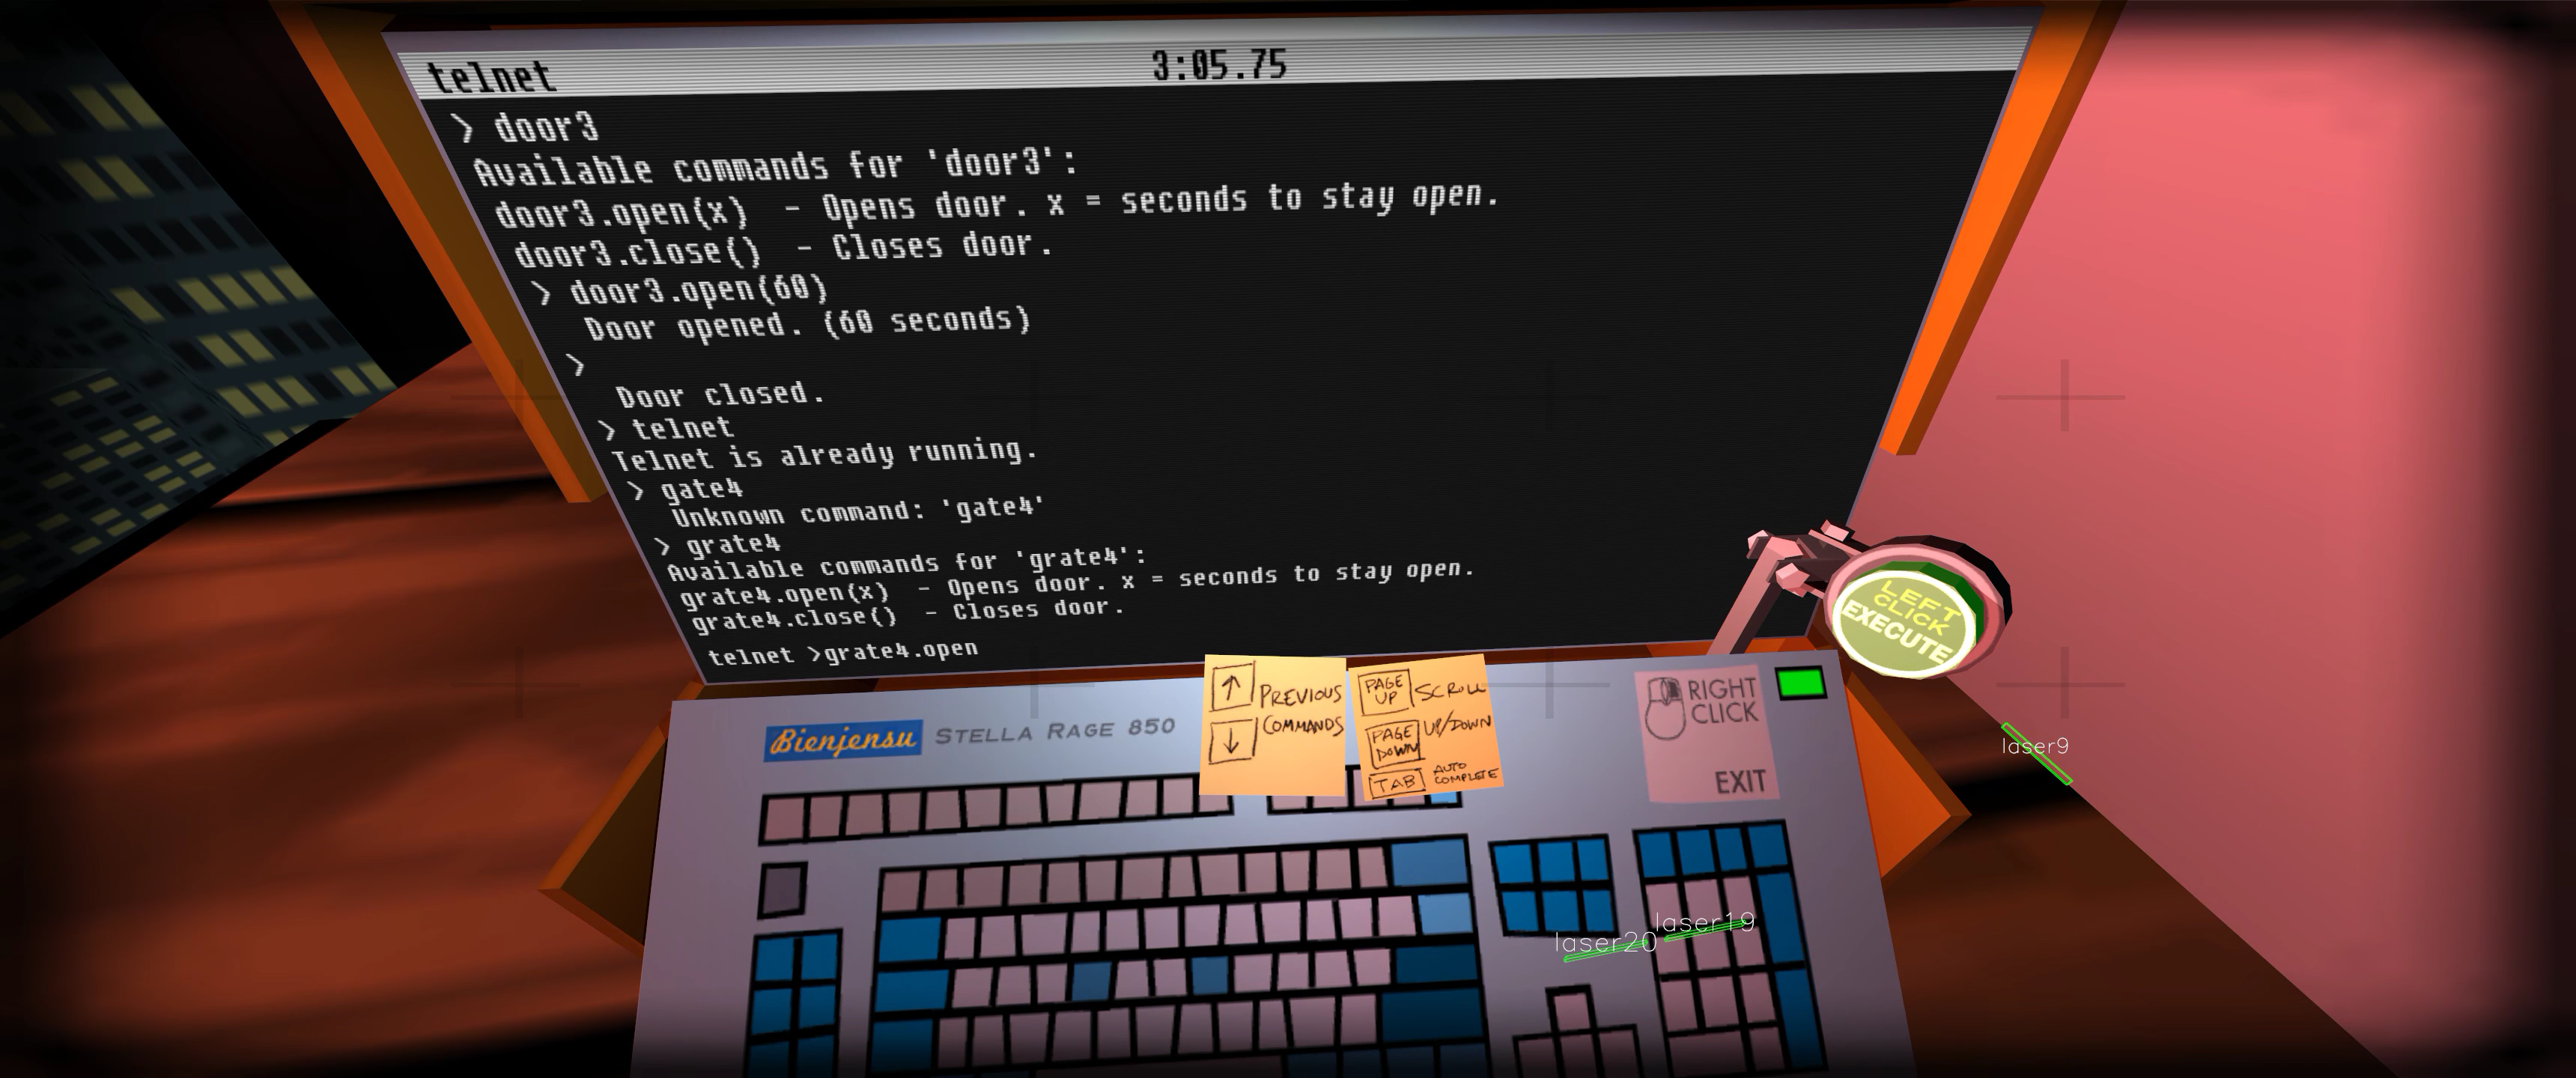 telnet 3:05.75
> door3
Available commands for 'door3':
door3.open(x) - Opens door. x = seconds to stay open.
door3.close() - Closes door.
> door3.open(60)
Door opened. (60 seconds)
>
Door closed.
> telnet
Telnet is already running.
> gate4
Unknown command: 'gate4'
> grate4
Available commands for 'grate4':
grate4.open(x) - Opens door. x = seconds to stay open.
grate4.close() - Closes door.
telnet >grate4.open
LEFT
CLICK
EXECUTE
Bienjensu STELLA RAGE 850
↑ PREVIOUS
↓ COMMANDS
PAGE UP SCROLL
PAGE DOWN UP/DOWN
TAB AUTO COMPLETE
RIGHT
CLICK
EXIT
laser9
laser19
laser20